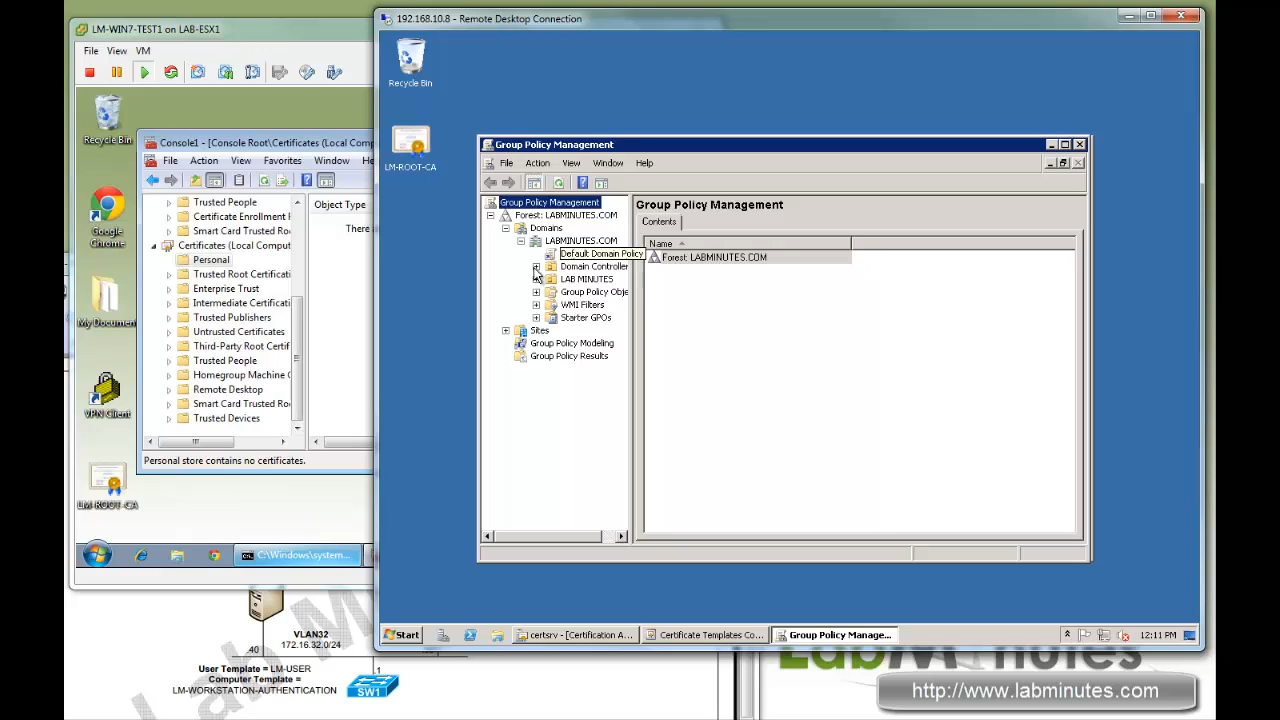 LM-WIN7-TEST1 on LAB-ESX1
File View VM
Recycle Bin
Google
Chrome
My Document
VPN Client
LM-ROOT-CA
Console1 - [Console Root\Certificates (Local Comp
File Action View Favorites Window
Trusted People
Certificate Enrollment R
Smart Card Trusted Ro
Certificates (Local Compu
Personal
Trusted Root Certificati
Enterprise Trust
Intermediate Certificati
Trusted Publishers
Untrusted Certificates
Third-Party Root Certif
Trusted People
Homegroup Machine C
Remote Desktop
Smart Card Trusted Ro
Trusted Devices
Object Type
There
Personal store contains no certificates.
C:\Windows\system...
192.168.10.8 - Remote Desktop Connection
Recycle Bin
LM-ROOT-CA
Group Policy Management
File Action View Window Help
Group Policy Management
Forest: LABMINUTES.COM
Domains
LABMINUTES.COM
Default Domain Policy
Domain Controller
LAB MINUTES
Group Policy Obje
WMI Filters
Starter GPOs
Sites
Group Policy Modeling
Group Policy Results
Group Policy Management
Contents
Name
Forest: LABMINUTES.COM
Start
certsrv - [Certification A...
Certificate Templates Co...
Group Policy Manage...
12:11 PM
VLAN32
172.16.32.0/24
.40
1
User Template = LM-USER
Computer Template =
LM-WORKSTATION-AUTHENTICATION
SW1
http://www.labminutes.com